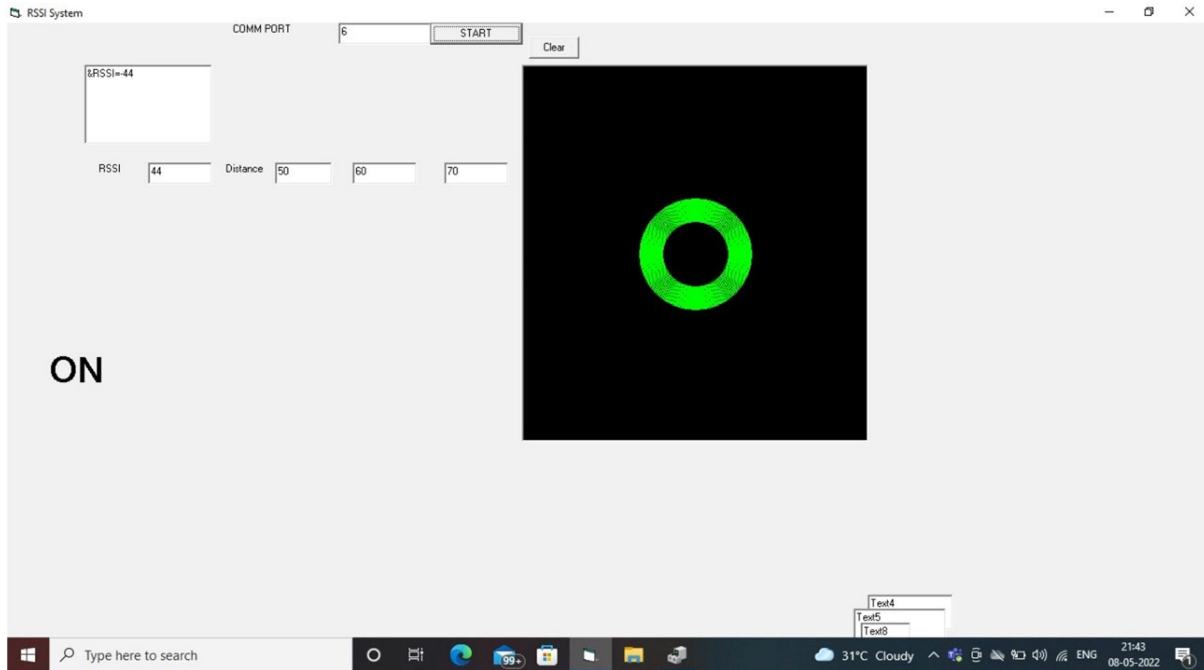 RSSI System
COMM PORT 6 START
Clear
&RSSI=-44
RSSI 44 Distance 50 60 70
ON
Text4
Text5
Text8
Type here to search
99+
31°C Cloudy
ENG
21:43
08-05-2022